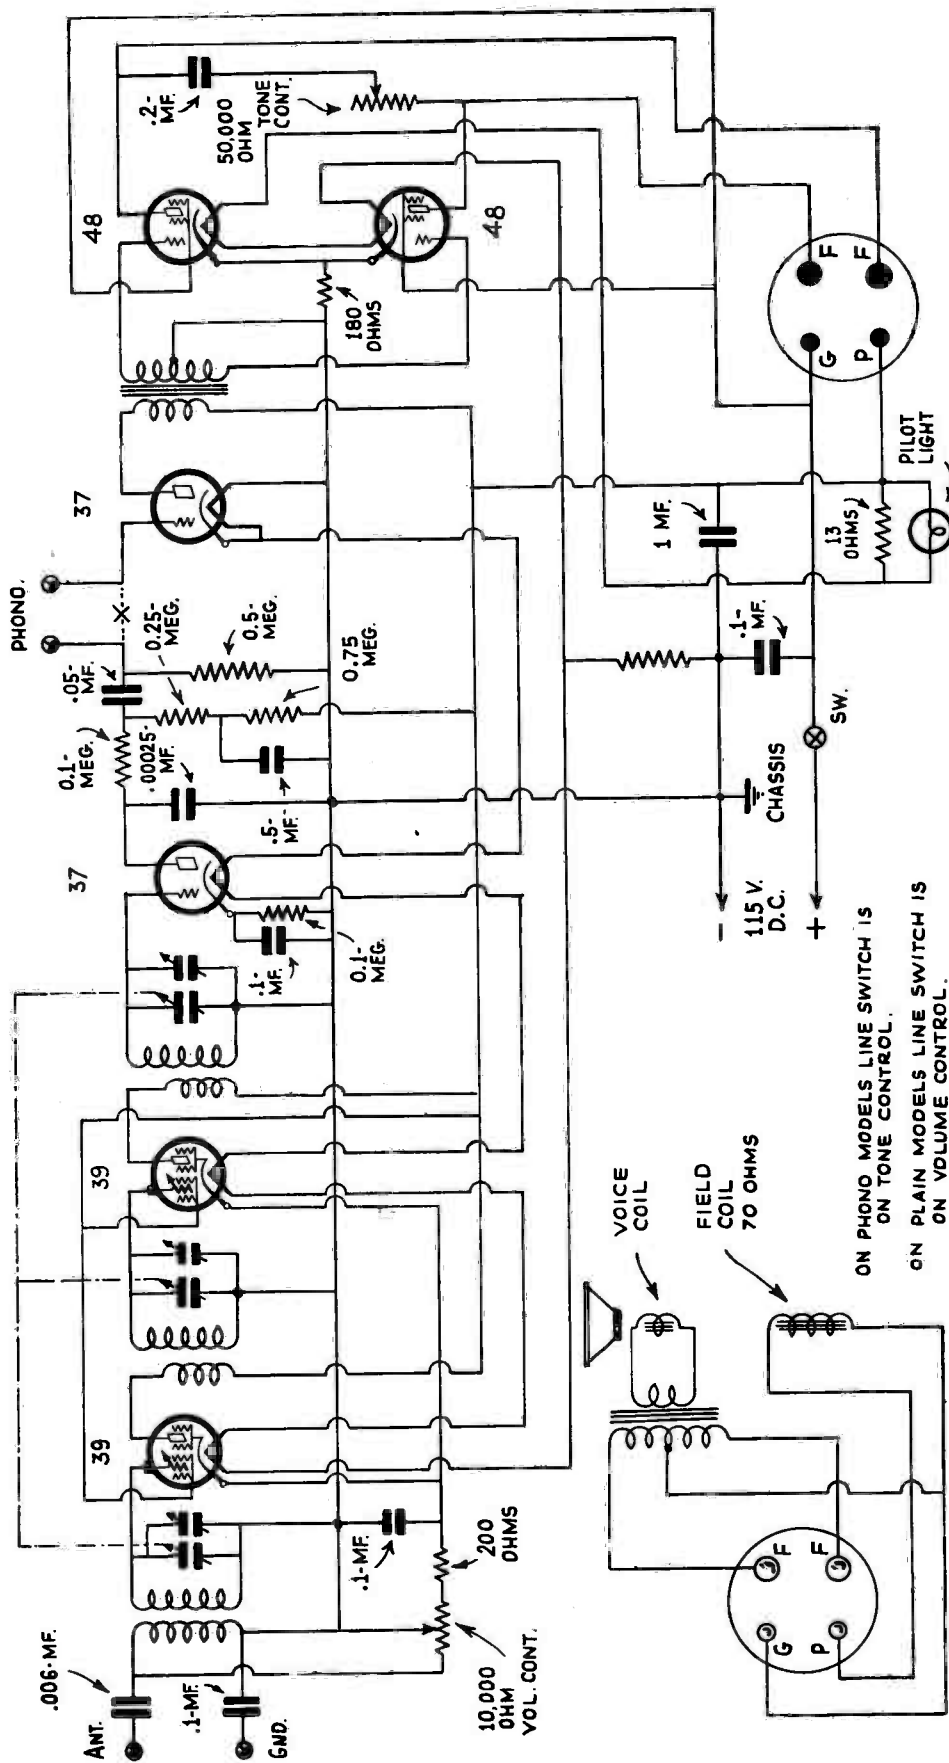 ANT.
.006-MF.
.1-MF.
GND.
10,000
OHM
VOL. CONT.
200
OHMS
.1-MF.
39
39
37
0.1-
MEG.
.00025-
MF.
.05-
MF.
.1-
MF.
0.1-
MEG.
.5-
MF.
PHONO.
0.25-
MEG.
0.5-
MEG.
0.75
MEG.
37
48
48
180
OHMS
.2-
MF.
50,000
OHM
TONE
CONT.
1 MF.
.1-
MF.
13
OHMS
PILOT
LIGHT
G
F
P
F
SW.
CHASSIS
-
115 V.
D.C.
+
VOICE
COIL
FIELD
COIL
70 OHMS
G
F
P
F
ON PHONO MODELS LINE SWITCH IS
ON TONE CONTROL.
ON PLAIN MODELS LINE SWITCH IS
ON VOLUME CONTROL.